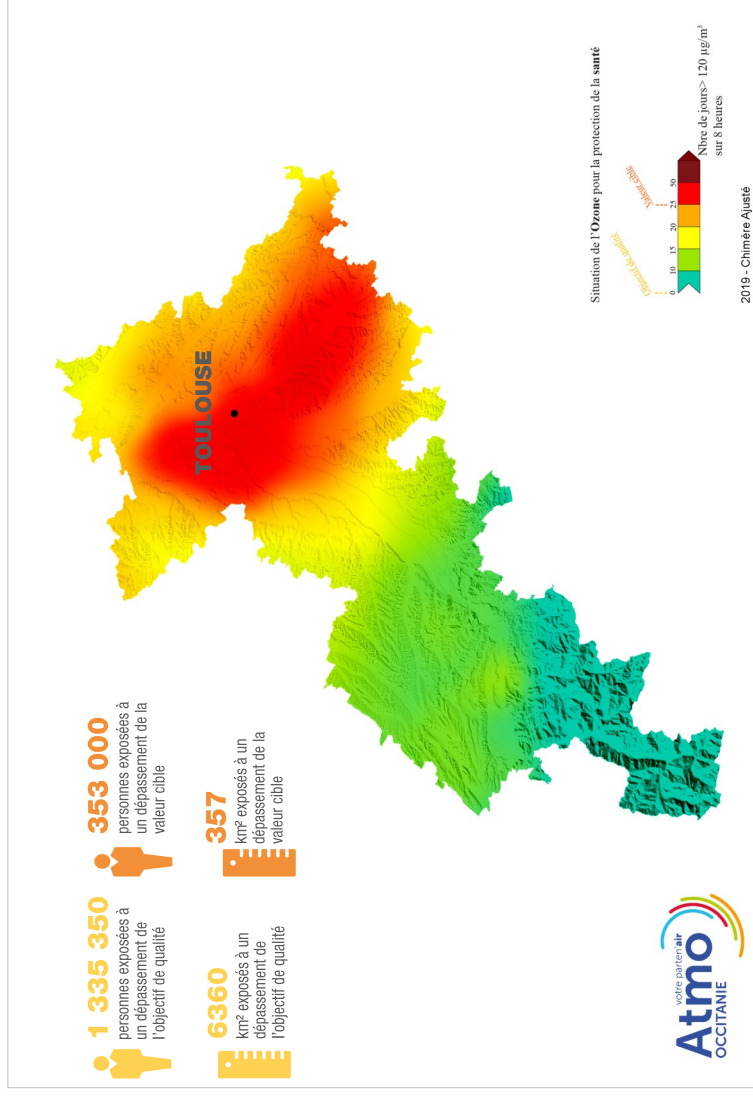 1 335 350
personnes exposées à
un dépassement de
l'objectif de qualité
353 000
personnes exposées à
un dépassement de la
valeur cible
6360
km² exposés à un
dépassement de
l'objectif de qualité
357
km² exposés à un
dépassement de la
valeur cible
TOULOUSE
Situation de l'Ozone pour la protection de la santé
Objectif de qualité
Valeur cible
0 10 15 20 25 50
Nbre de jours> 120 µg/m³
sur 8 heures
2019 - Chimère Ajusté
votre parten'air
Atmo
OCCITANIE